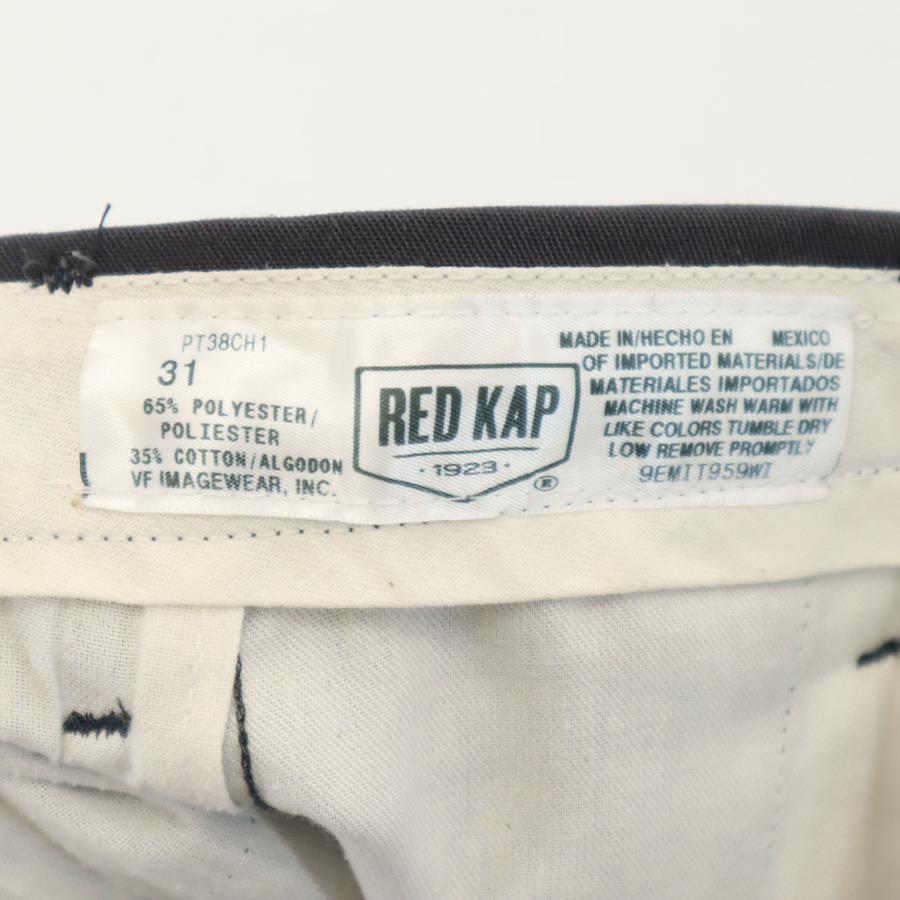 PT38CH1
31
65% POLYESTER/
POLIESTER
35% COTTON/ALGODON
VF IMAGEWEAR, INC.
RED KAP
·1923·
®
MADE IN/HECHO EN MEXICO
OF IMPORTED MATERIALS/DE
MATERIALES IMPORTADOS
MACHINE WASH WARM WITH
LIKE COLORS TUMBLE DRY
LOW REMOVE PROMPTLY
9EMIT959WI